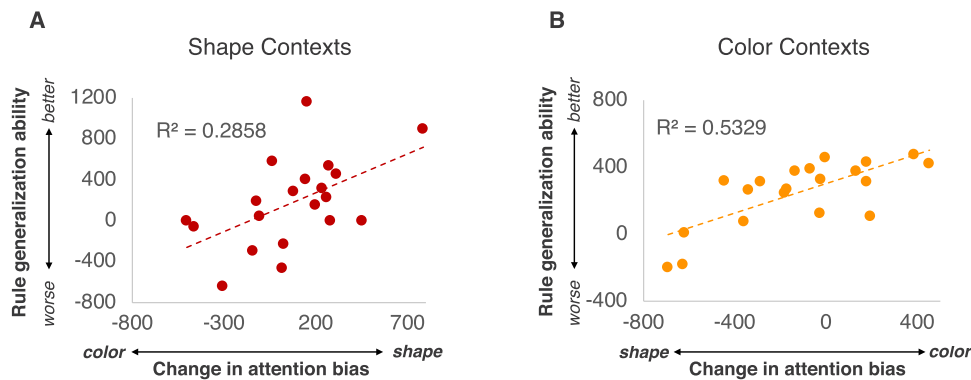 A
Shape Contexts
Rule generalization ability
worse
better
1200
800
400
0
-400
-800
R² = 0.2858
-800
-300
200
700
color
shape
Change in attention bias
B
Color Contexts
Rule generalization ability
worse
better
800
400
0
-400
R² = 0.5329
-800
-400
0
400
shape
color
Change in attention bias